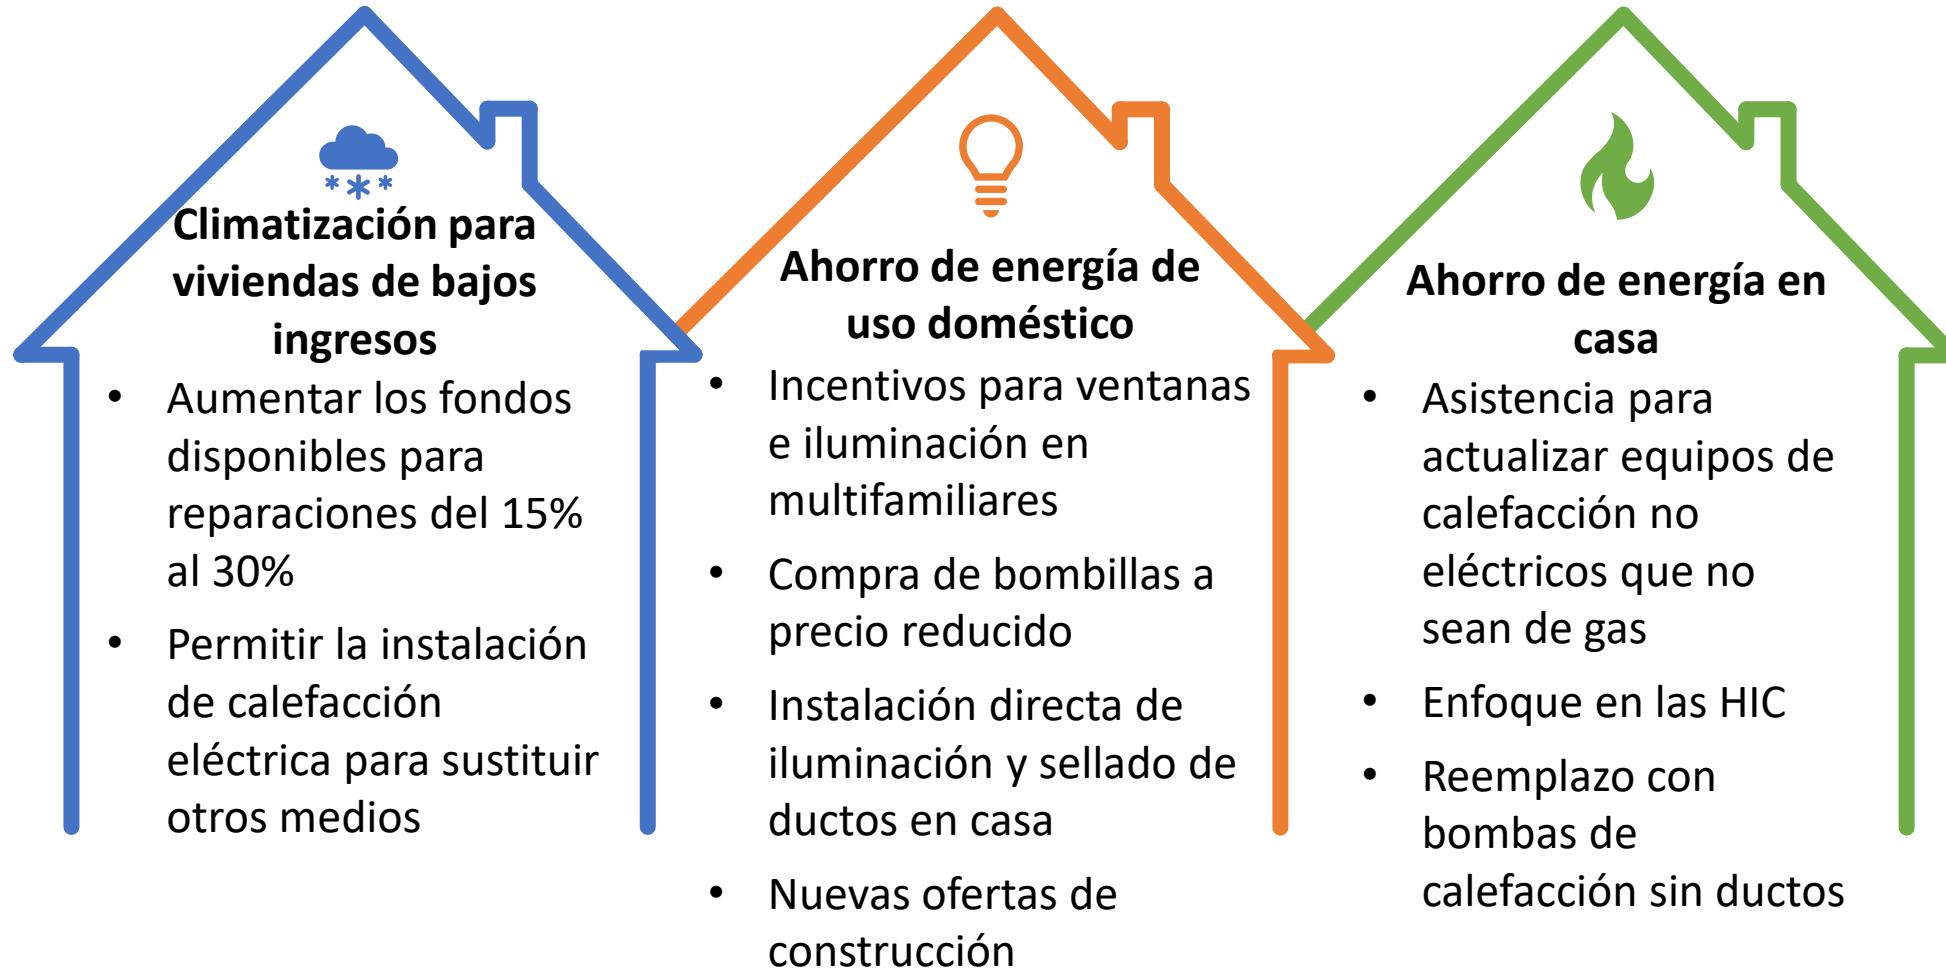 Climatización para
viviendas de bajos
ingresos
• Aumentar los fondos
disponibles para
reparaciones del 15%
al 30%
• Permitir la instalación
de calefacción
eléctrica para sustituir
otros medios
Ahorro de energía de
uso doméstico
• Incentivos para ventanas
e iluminación en
multifamiliares
• Compra de bombillas a
precio reducido
• Instalación directa de
iluminación y sellado de
ductos en casa
• Nuevas ofertas de
construcción
Ahorro de energía en
casa
• Asistencia para
actualizar equipos de
calefacción no
eléctricos que no
sean de gas
• Enfoque en las HIC
• Reemplazo con
bombas de
calefacción sin ductos